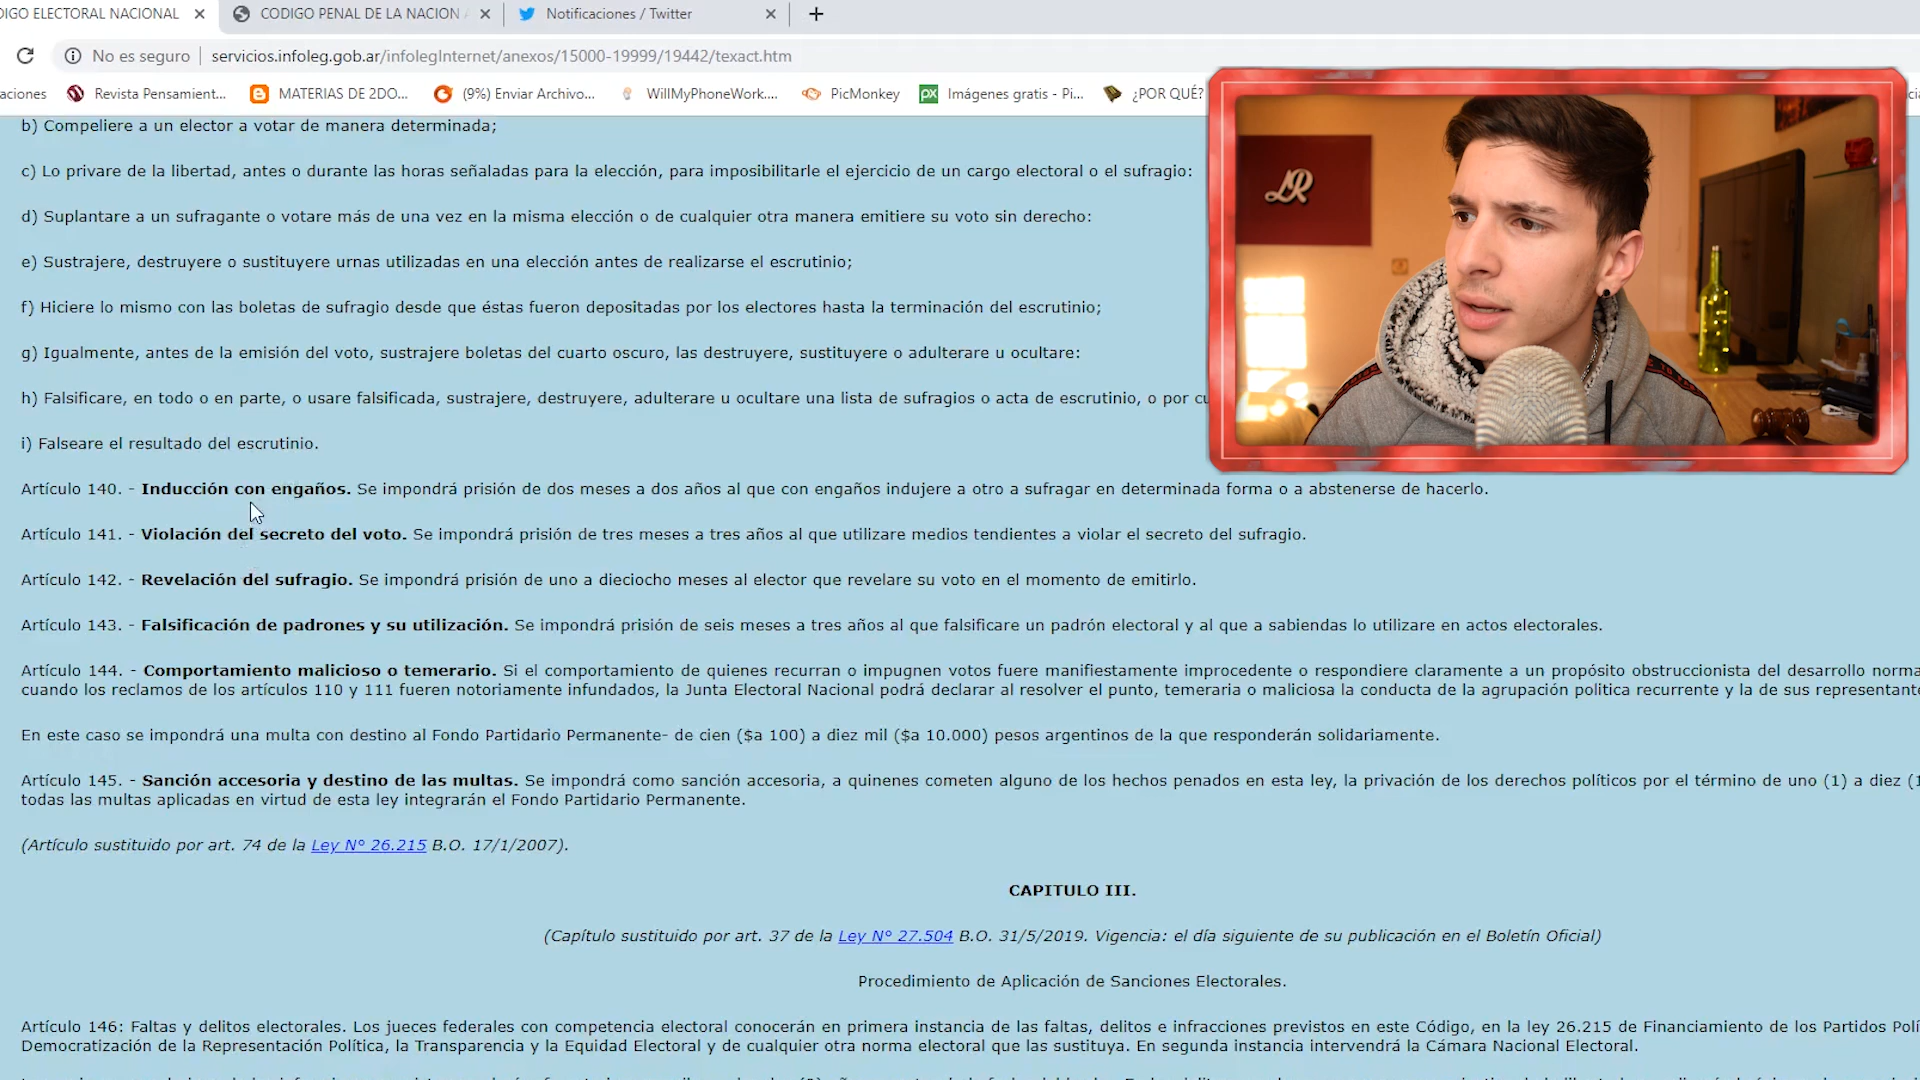 DIGO ELECTORAL NACIONAL
CODIGO PENAL DE LA NACION
Notificaciones / Twitter
No es seguro
servicios.infoleg.gob.ar/infolegInternet/anexos/15000-19999/19442/texact.htm
aciones
Revista Pensamient...
MATERIAS DE 2DO...
(9%) Enviar Archivo...
WillMyPhoneWork....
PicMonkey
px
Imágenes gratis - Pi...
¿POR QUÉ?
LR
b) Compeliere a un elector a votar de manera determinada;
c) Lo privare de la libertad, antes o durante las horas señaladas para la elección, para imposibilitarle el ejercicio de un cargo electoral o el sufragio:
d) Suplantare a un sufragante o votare más de una vez en la misma elección o de cualquier otra manera emitiere su voto sin derecho:
e) Sustrajere, destruyere o sustituyere urnas utilizadas en una elección antes de realizarse el escrutinio;
f) Hiciere lo mismo con las boletas de sufragio desde que éstas fueron depositadas por los electores hasta la terminación del escrutinio;
g) Igualmente, antes de la emisión del voto, sustrajere boletas del cuarto oscuro, las destruyere, sustituyere o adulterare u ocultare:
h) Falsificare, en todo o en parte, o usare falsificada, sustrajere, destruyere, adulterare u ocultare una lista de sufragios o acta de escrutinio, o por cu
i) Falseare el resultado del escrutinio.
Artículo 140. - Inducción con engaños. Se impondrá prisión de dos meses a dos años al que con engaños indujere a otro a sufragar en determinada forma o a abstenerse de hacerlo.
Artículo 141. - Violación del secreto del voto. Se impondrá prisión de tres meses a tres años al que utilizare medios tendientes a violar el secreto del sufragio.
Artículo 142. - Revelación del sufragio. Se impondrá prisión de uno a dieciocho meses al elector que revelare su voto en el momento de emitirlo.
Artículo 143. - Falsificación de padrones y su utilización. Se impondrá prisión de seis meses a tres años al que falsificare un padrón electoral y al que a sabiendas lo utilizare en actos electorales.
Artículo 144. - Comportamiento malicioso o temerario. Si el comportamiento de quienes recurran o impugnen votos fuere manifiestamente improcedente o respondiere claramente a un propósito obstruccionista del desarrollo norma
cuando los reclamos de los artículos 110 y 111 fueren notoriamente infundados, la Junta Electoral Nacional podrá declarar al resolver el punto, temeraria o maliciosa la conducta de la agrupación politica recurrente y la de sus representante
En este caso se impondrá una multa con destino al Fondo Partidario Permanente- de cien ($a 100) a diez mil ($a 10.000) pesos argentinos de la que responderán solidariamente.
Artículo 145. - Sanción accesoria y destino de las multas. Se impondrá como sanción accesoria, a quinenes cometen alguno de los hechos penados en esta ley, la privación de los derechos políticos por el término de uno (1) a diez (1
todas las multas aplicadas en virtud de esta ley integrarán el Fondo Partidario Permanente.
(Artículo sustituido por art. 74 de la Ley N° 26.215 B.O. 17/1/2007).
CAPITULO III.
(Capítulo sustituido por art. 37 de la Ley N° 27.504 B.O. 31/5/2019. Vigencia: el día siguiente de su publicación en el Boletín Oficial)
Procedimiento de Aplicación de Sanciones Electorales.
Artículo 146: Faltas y delitos electorales. Los jueces federales con competencia electoral conocerán en primera instancia de las faltas, delitos e infracciones previstos en este Código, en la ley 26.215 de Financiamiento de los Partidos Polí
Democratización de la Representación Política, la Transparencia y la Equidad Electoral y de cualquier otra norma electoral que las sustituya. En segunda instancia intervendrá la Cámara Nacional Electoral.